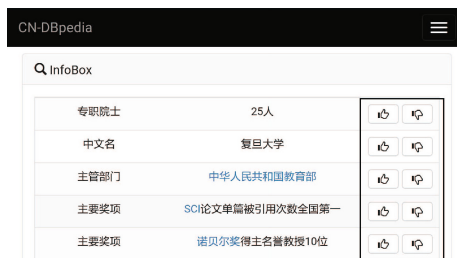 CN-DBpedia
InfoBox
专职院士 25人
中文名 复旦大学
主管部门 中华人民共和国教育部
主要奖项 SCI论文单篇被引用次数全国第一
主要奖项 诺贝尔奖得主名誉教授10位